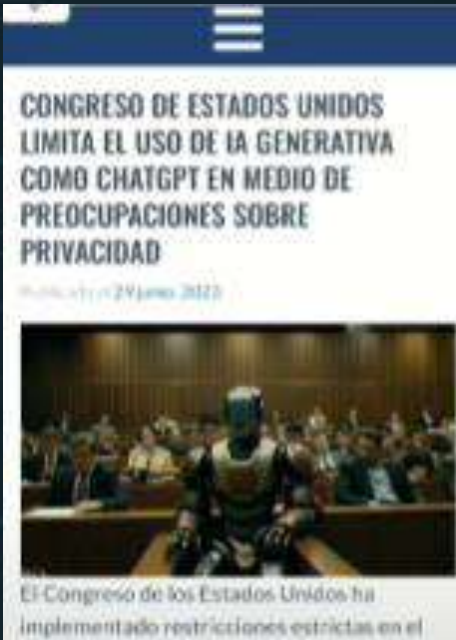 CONGRESO DE ESTADOS UNIDOS
LIMITA EL USO DE IA GENERATIVA
COMO CHATGPT EN MEDIO DE
PREOCUPACIONES SOBRE
PRIVACIDAD
29 junio, 2023
El Congreso de los Estados Unidos ha
implementado restricciones estrictas en el